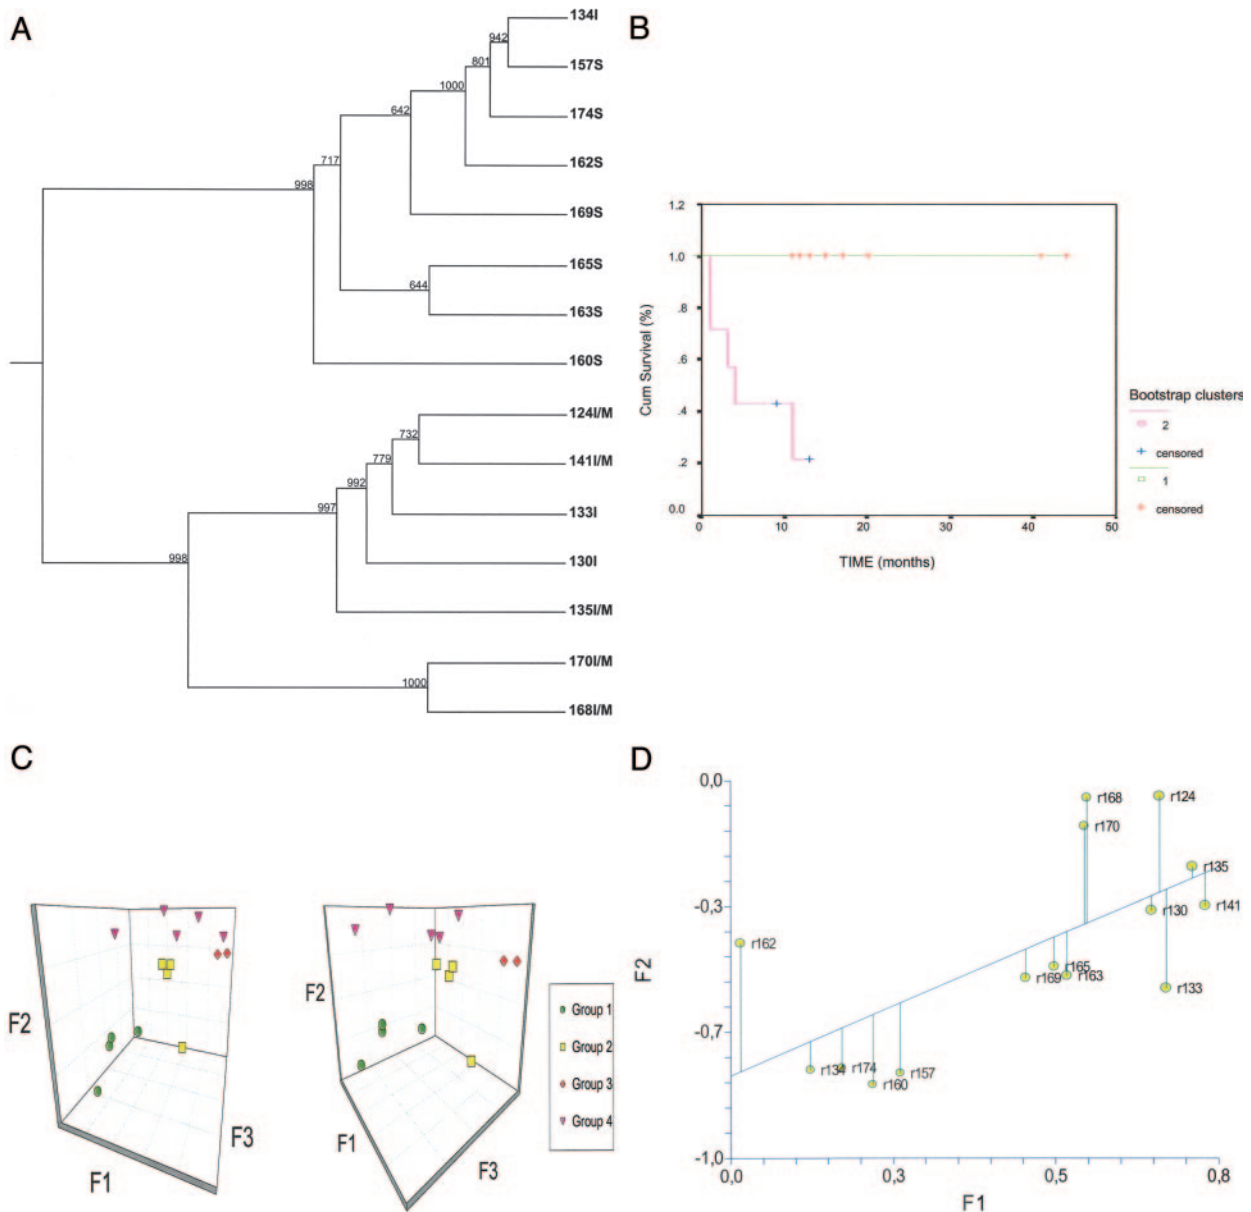 A
134I
942
157S
801
1000
174S
642
162S
717
998
169S
165S
644
163S
160S
124I/M
732
141I/M
779
992
133I
997
130I
998
135I/M
170I/M
1000
168I/M
B
1.2
1.0
.8
.6
.4
.2
0.0
0
10
20
30
40
50
Cum Survival (%)
TIME (months)
Bootstrap clusters
2
censored
1
censored
C
F2
F1
F3
F2
F1
F3
Group 1
Group 2
Group 3
Group 4
D
0,0
-0,3
-0,7
-1,0
F2
0,0
0,3
0,5
0,8
F1
r168
r124
r170
r135
r130
r141
r162
r165
r169
r163
r133
r134
r174
r157
r160